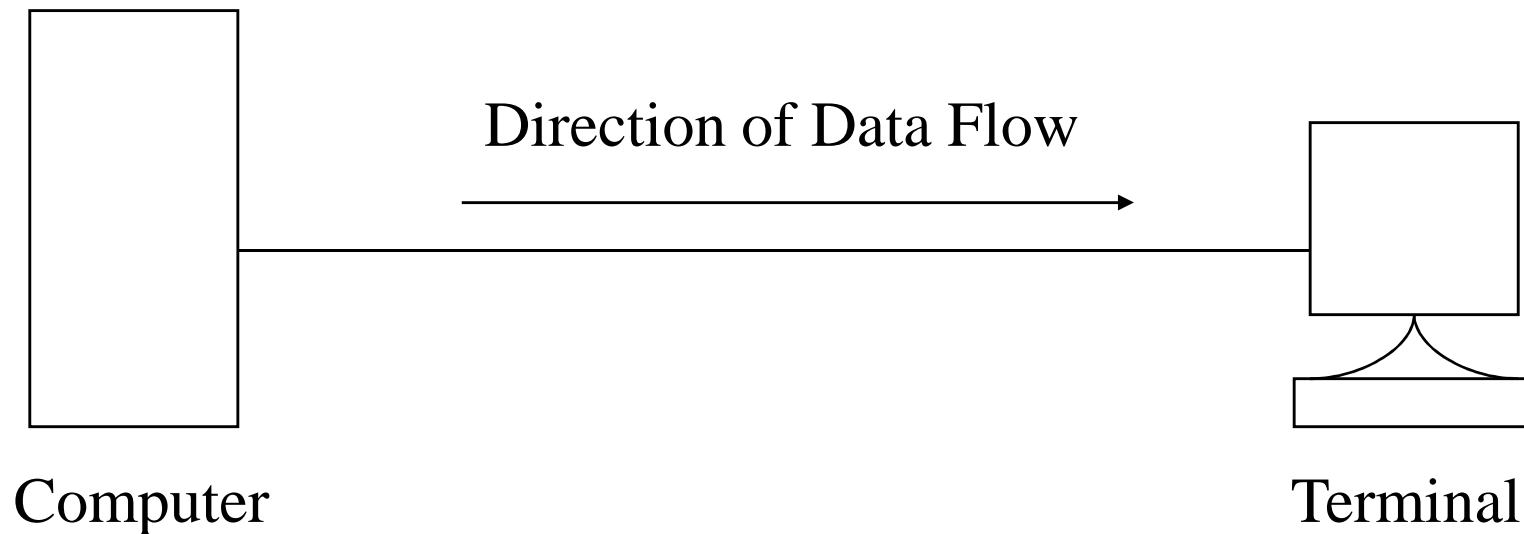 Direction of Data Flow
Computer
Terminal